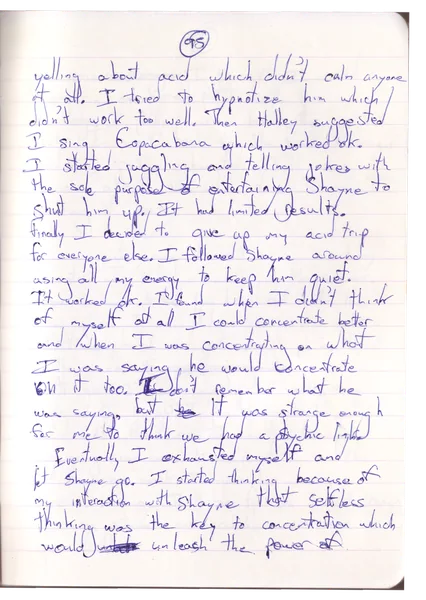 95
yelling about acid which didn't calm anyone
at all. I tried to hypnotize him which
didn't work too well. Then Halley suggested
I sing Copacabana which worked ok.
I started juggling and telling jokes with
the sole purpose of entertaining Shayne to
shut him up. It had limited results.
finally I decided to give up my acid trip
for everyone else. I followed Shayne around
using all my energy to keep him quiet.
It worked ok. I found when I didn't think
of myself at all I could concentrate better
and when I was concentrating on what
I was saying, he would concentrate
on it too. I don't remember what he
was saying, but it was strange enough
for me to think we had a psychic link.
Eventually I exhausted myself and
let Shayne go. I started thinking because of
my interaction with Shayne that selfless
thinking was the key to concentration which
would unleash the power of